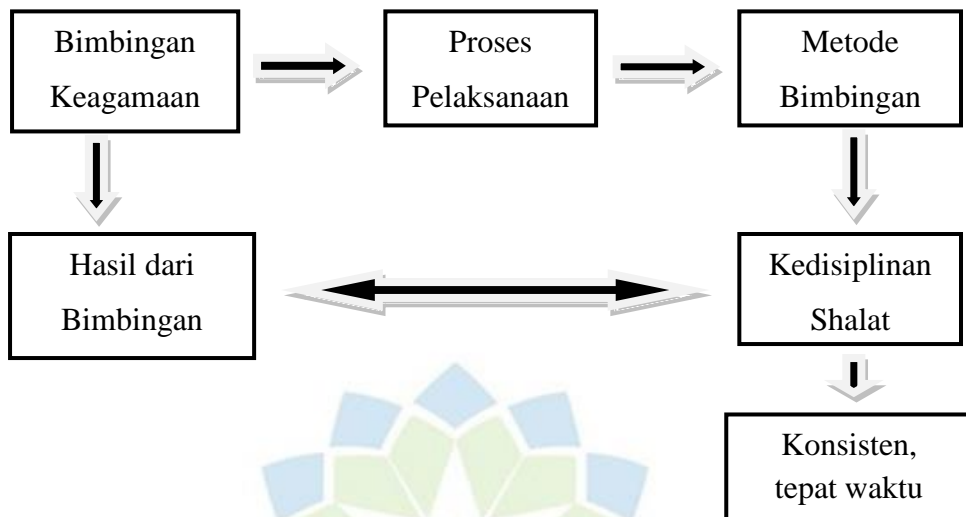 Bimbingan
Keagamaan
Proses
Pelaksanaan
Metode
Bimbingan
Hasil dari
Bimbingan
Kedisiplinan
Shalat
Konsisten,
tepat waktu